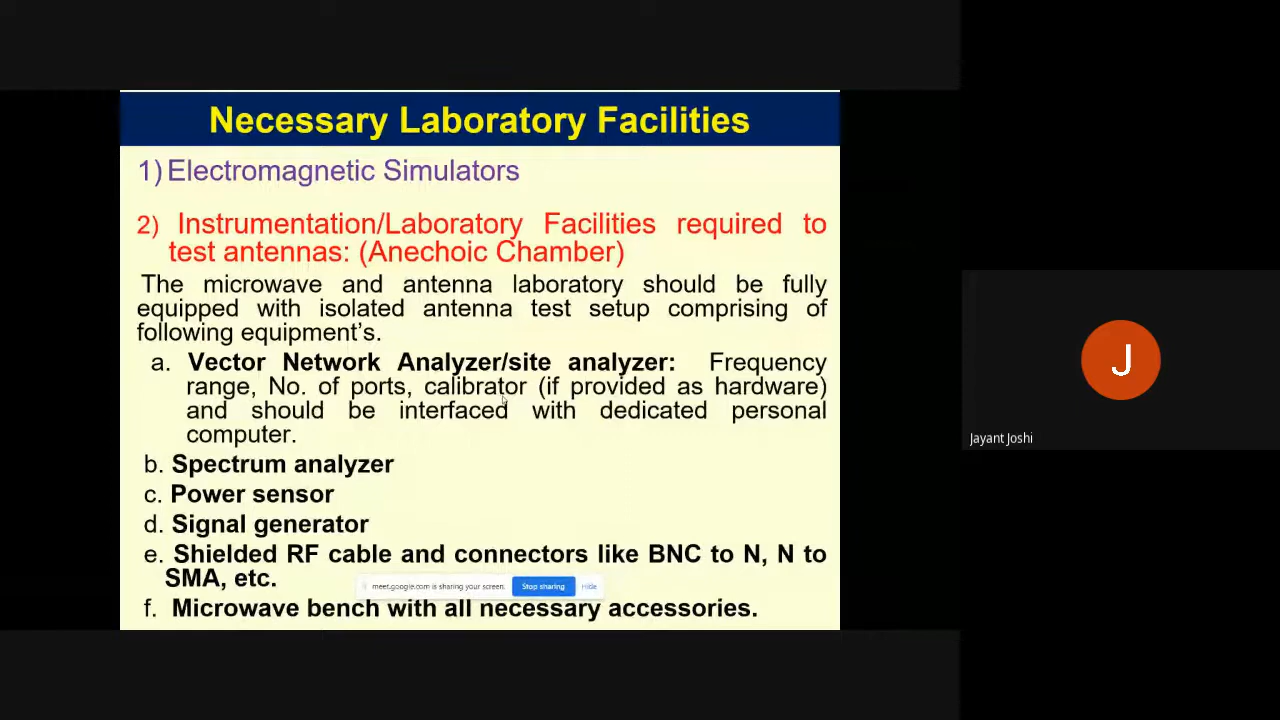 Necessary Laboratory Facilities
1) Electromagnetic Simulators
2) Instrumentation/Laboratory Facilities required to
test antennas: (Anechoic Chamber)
The microwave and antenna laboratory should be fully
equipped with isolated antenna test setup comprising of
following equipment's.
a. Vector Network Analyzer/site analyzer: Frequency
range, No. of ports, calibrator (if provided as hardware)
and should be interfaced with dedicated personal
computer.
b. Spectrum analyzer
c. Power sensor
d. Signal generator
e. Shielded RF cable and connectors like BNC to N, N to
SMA, etc.
meet.google.com is sharing your screen. Stop sharing Hide
f. Microwave bench with all necessary accessories.
J
Jayant Joshi